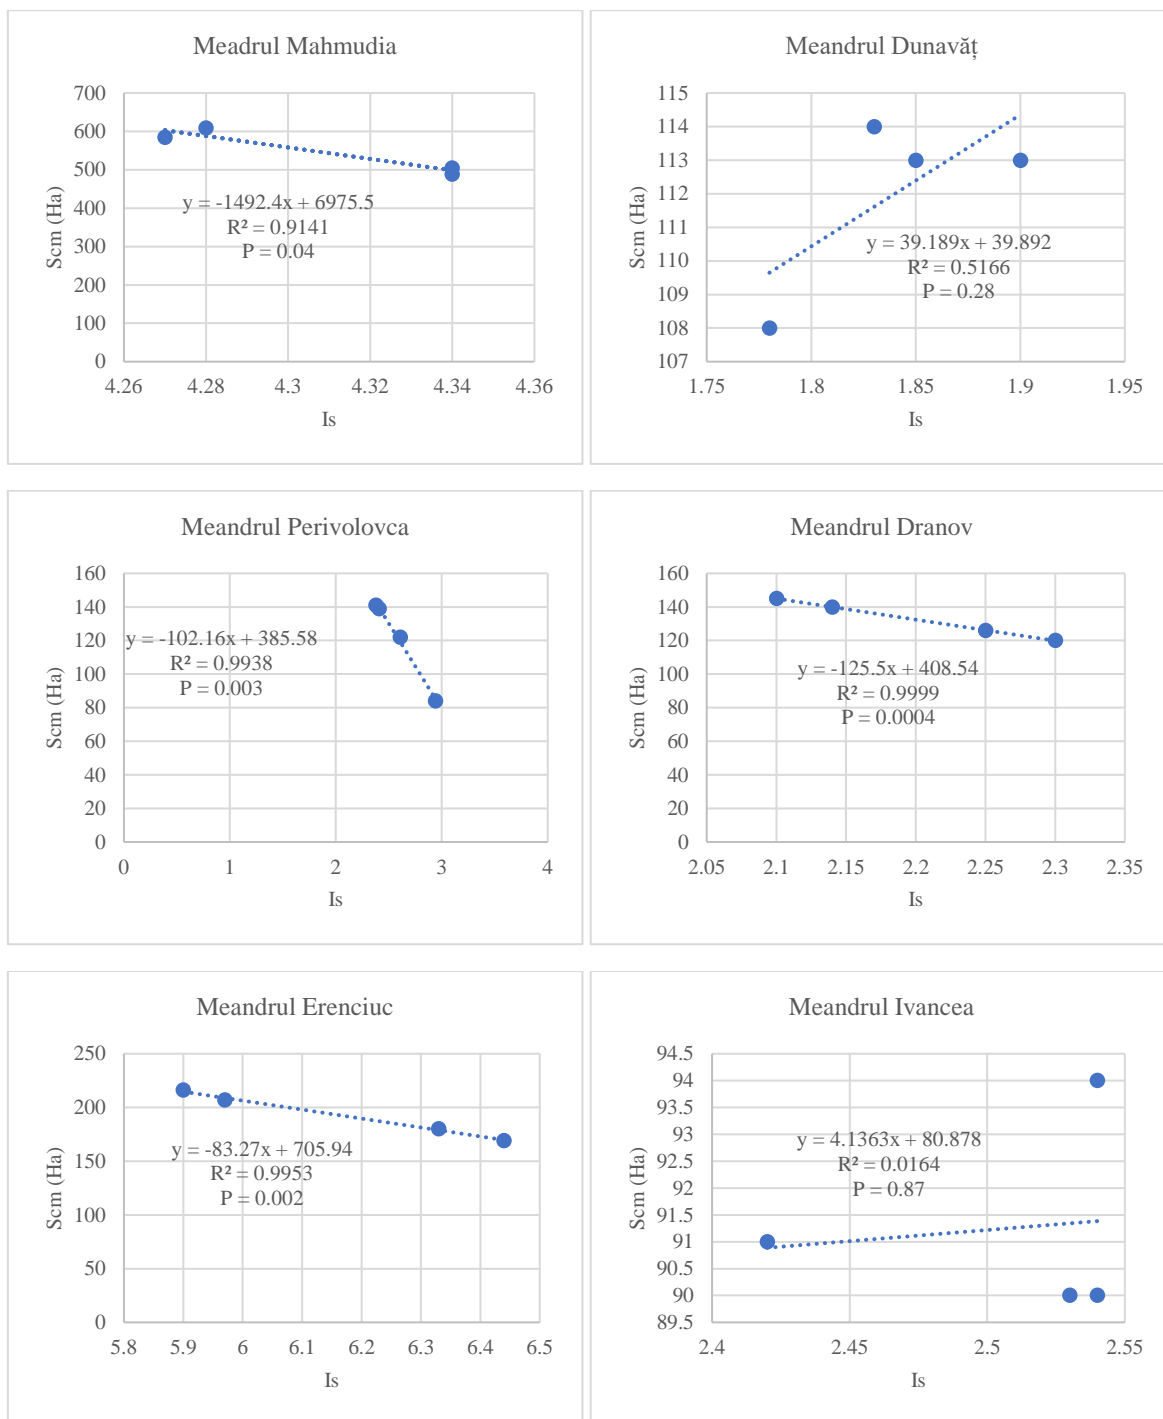 Meadrul Mahmudia
700
600
500
400
300
200
100
0
Scm (Ha)
y = -1492.4x + 6975.5
R² = 0.9141
P = 0.04
4.26 4.28 4.3 4.32 4.34 4.36
Is
Meandrul Dunavăț
115
114
113
112
111
110
109
108
107
Scm (Ha)
y = 39.189x + 39.892
R² = 0.5166
P = 0.28
1.75 1.8 1.85 1.9 1.95
Is
Meandrul Perivolovca
160
140
120
100
80
60
40
20
0
Scm (Ha)
y = -102.16x + 385.58
R² = 0.9938
P = 0.003
0 1 2 3 4
Is
Meandrul Dranov
160
140
120
100
80
60
40
20
0
Scm (Ha)
y = -125.5x + 408.54
R² = 0.9999
P = 0.0004
2.05 2.1 2.15 2.2 2.25 2.3 2.35
Is
Meandrul Erenciuc
250
200
150
100
50
0
Scm (Ha)
y = -83.27x + 705.94
R² = 0.9953
P = 0.002
5.8 5.9 6 6.1 6.2 6.3 6.4 6.5
Is
Meandrul Ivancea
94.5
94
93.5
93
92.5
92
91.5
91
90.5
90
89.5
Scm (Ha)
y = 4.1363x + 80.878
R² = 0.0164
P = 0.87
2.4 2.45 2.5 2.55
Is